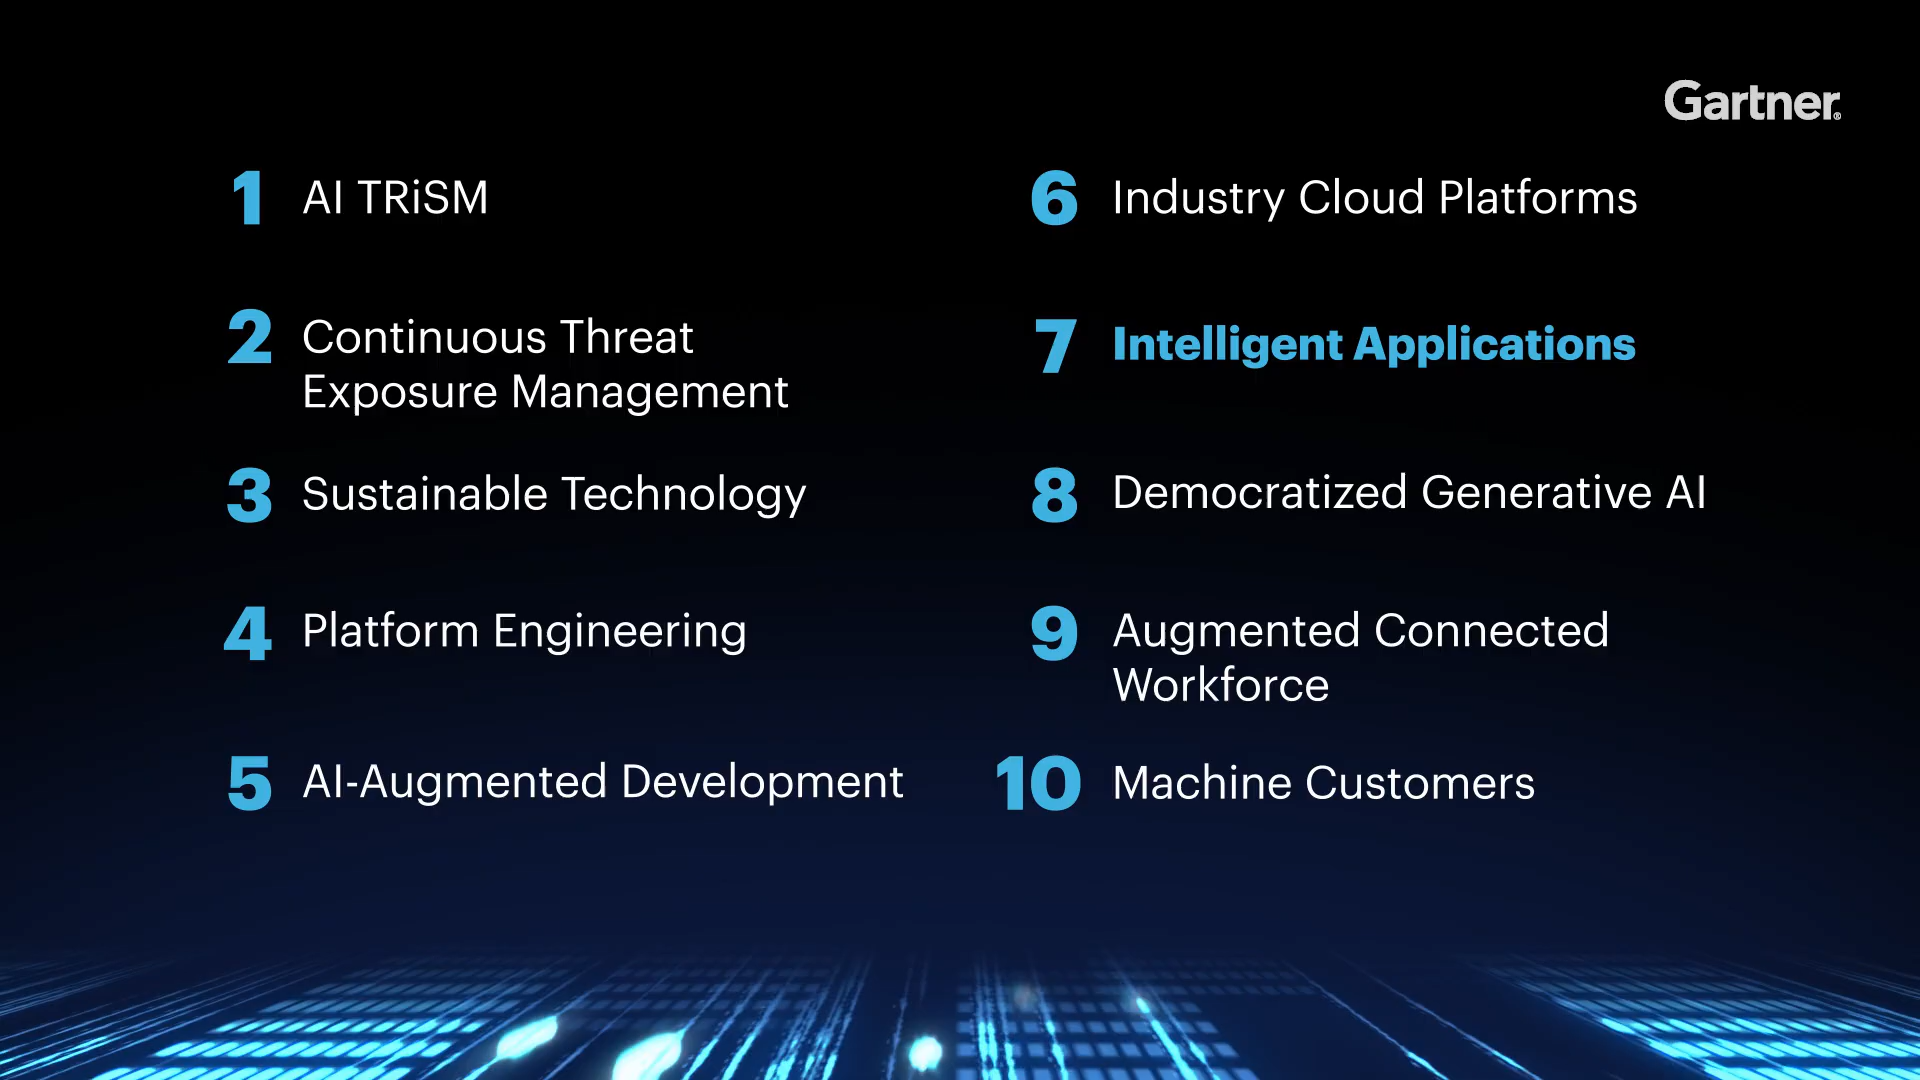 Gartner®
1 AI TRiSM
2 Continuous Threat
Exposure Management
3 Sustainable Technology
4 Platform Engineering
5 AI-Augmented Development
6 Industry Cloud Platforms
7 Intelligent Applications
8 Democratized Generative AI
9 Augmented Connected
Workforce
10 Machine Customers